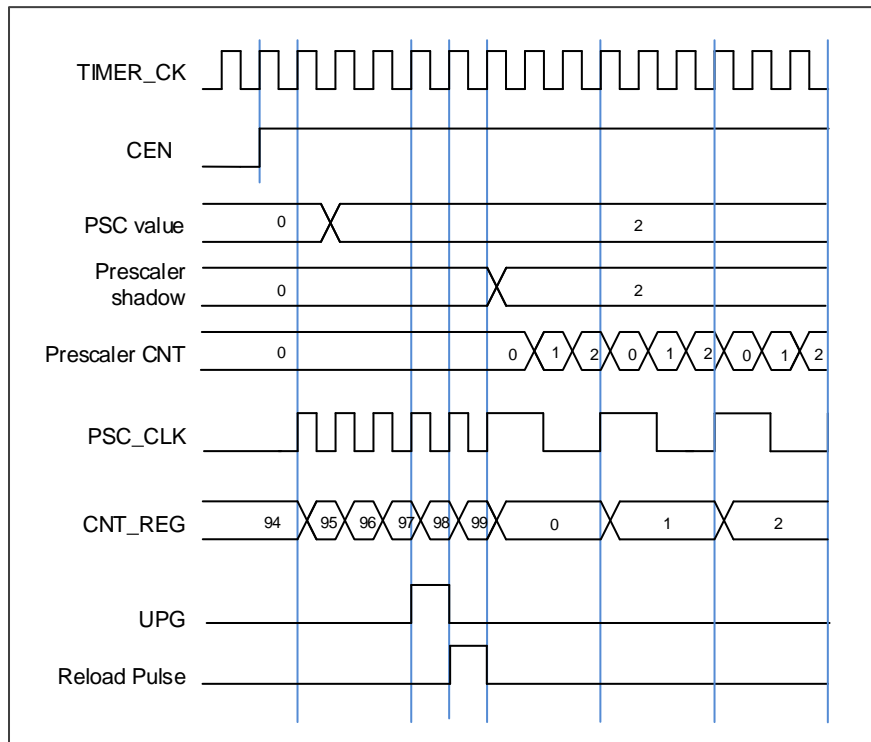 TIMER_CK
CEN
PSC value 0 2
Prescaler
shadow 0 2
Prescaler CNT 0 0 1 2 0 1 2 0 1 2
PSC_CLK
CNT_REG 94 95 96 97 98 99 0 1 2
UPG
Reload Pulse